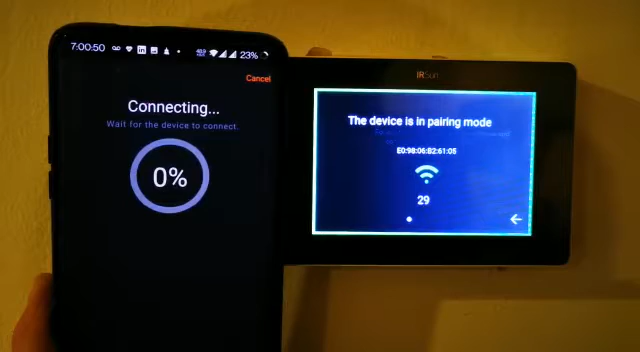 7:00:50
23%
Cancel
Connecting...
Wait for the device to connect.
0%
IRSun
The device is in pairing mode
E0:98:06:B2:61:05
29